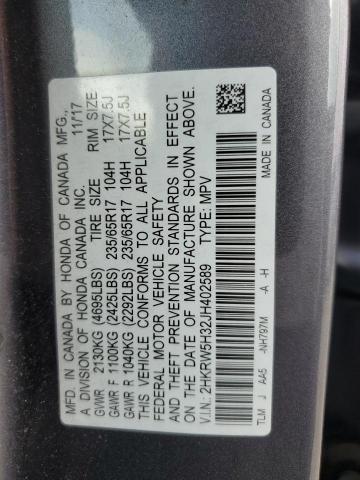 MFD. IN CANADA BY HONDA OF CANADA MFG., 11/17
A DIVISION OF HONDA CANADA INC.
TIRE SIZE RIM SIZE
GVWR 2130KG (4695LBS)
GAWR F 1100KG (2425LBS) 235/65R17 104H 17X7.5J
GAWR R 1040KG (2292LBS) 235/65R17 104H 17X7.5J
THIS VEHICLE CONFORMS TO ALL APPLICABLE
FEDERAL MOTOR VEHICLE SAFETY
AND THEFT PREVENTION STANDARDS IN EFFECT
ON THE DATE OF MANUFACTURE SHOWN ABOVE.
V.I.N.: 2HKRW5H32JH402589 TYPE: MPV
TLM J AA5 -NH797M -A -H MADE IN CANADA